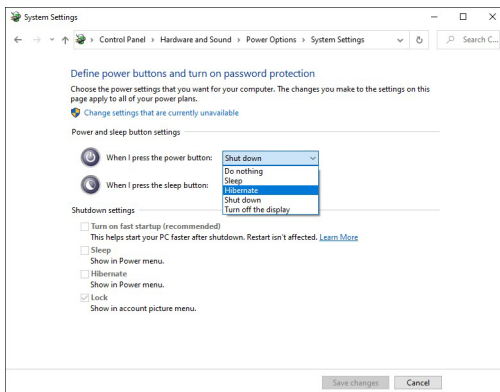 System Settings
Control Panel > Hardware and Sound > Power Options > System Settings
Search C...
Define power buttons and turn on password protection
Choose the power settings that you want for your computer. The changes you make to the settings on this
page apply to all of your power plans.
Change settings that are currently unavailable
Power and sleep button settings
When I press the power button: Shut down
Do nothing
Sleep
When I press the sleep button: Hibernate
Shut down
Turn off the display
Shutdown settings
Turn on fast startup (recommended)
This helps start your PC faster after shutdown. Restart isn't affected. Learn More
Sleep
Show in Power menu.
Hibernate
Show in Power menu.
Lock
Show in account picture menu.
Save changes Cancel